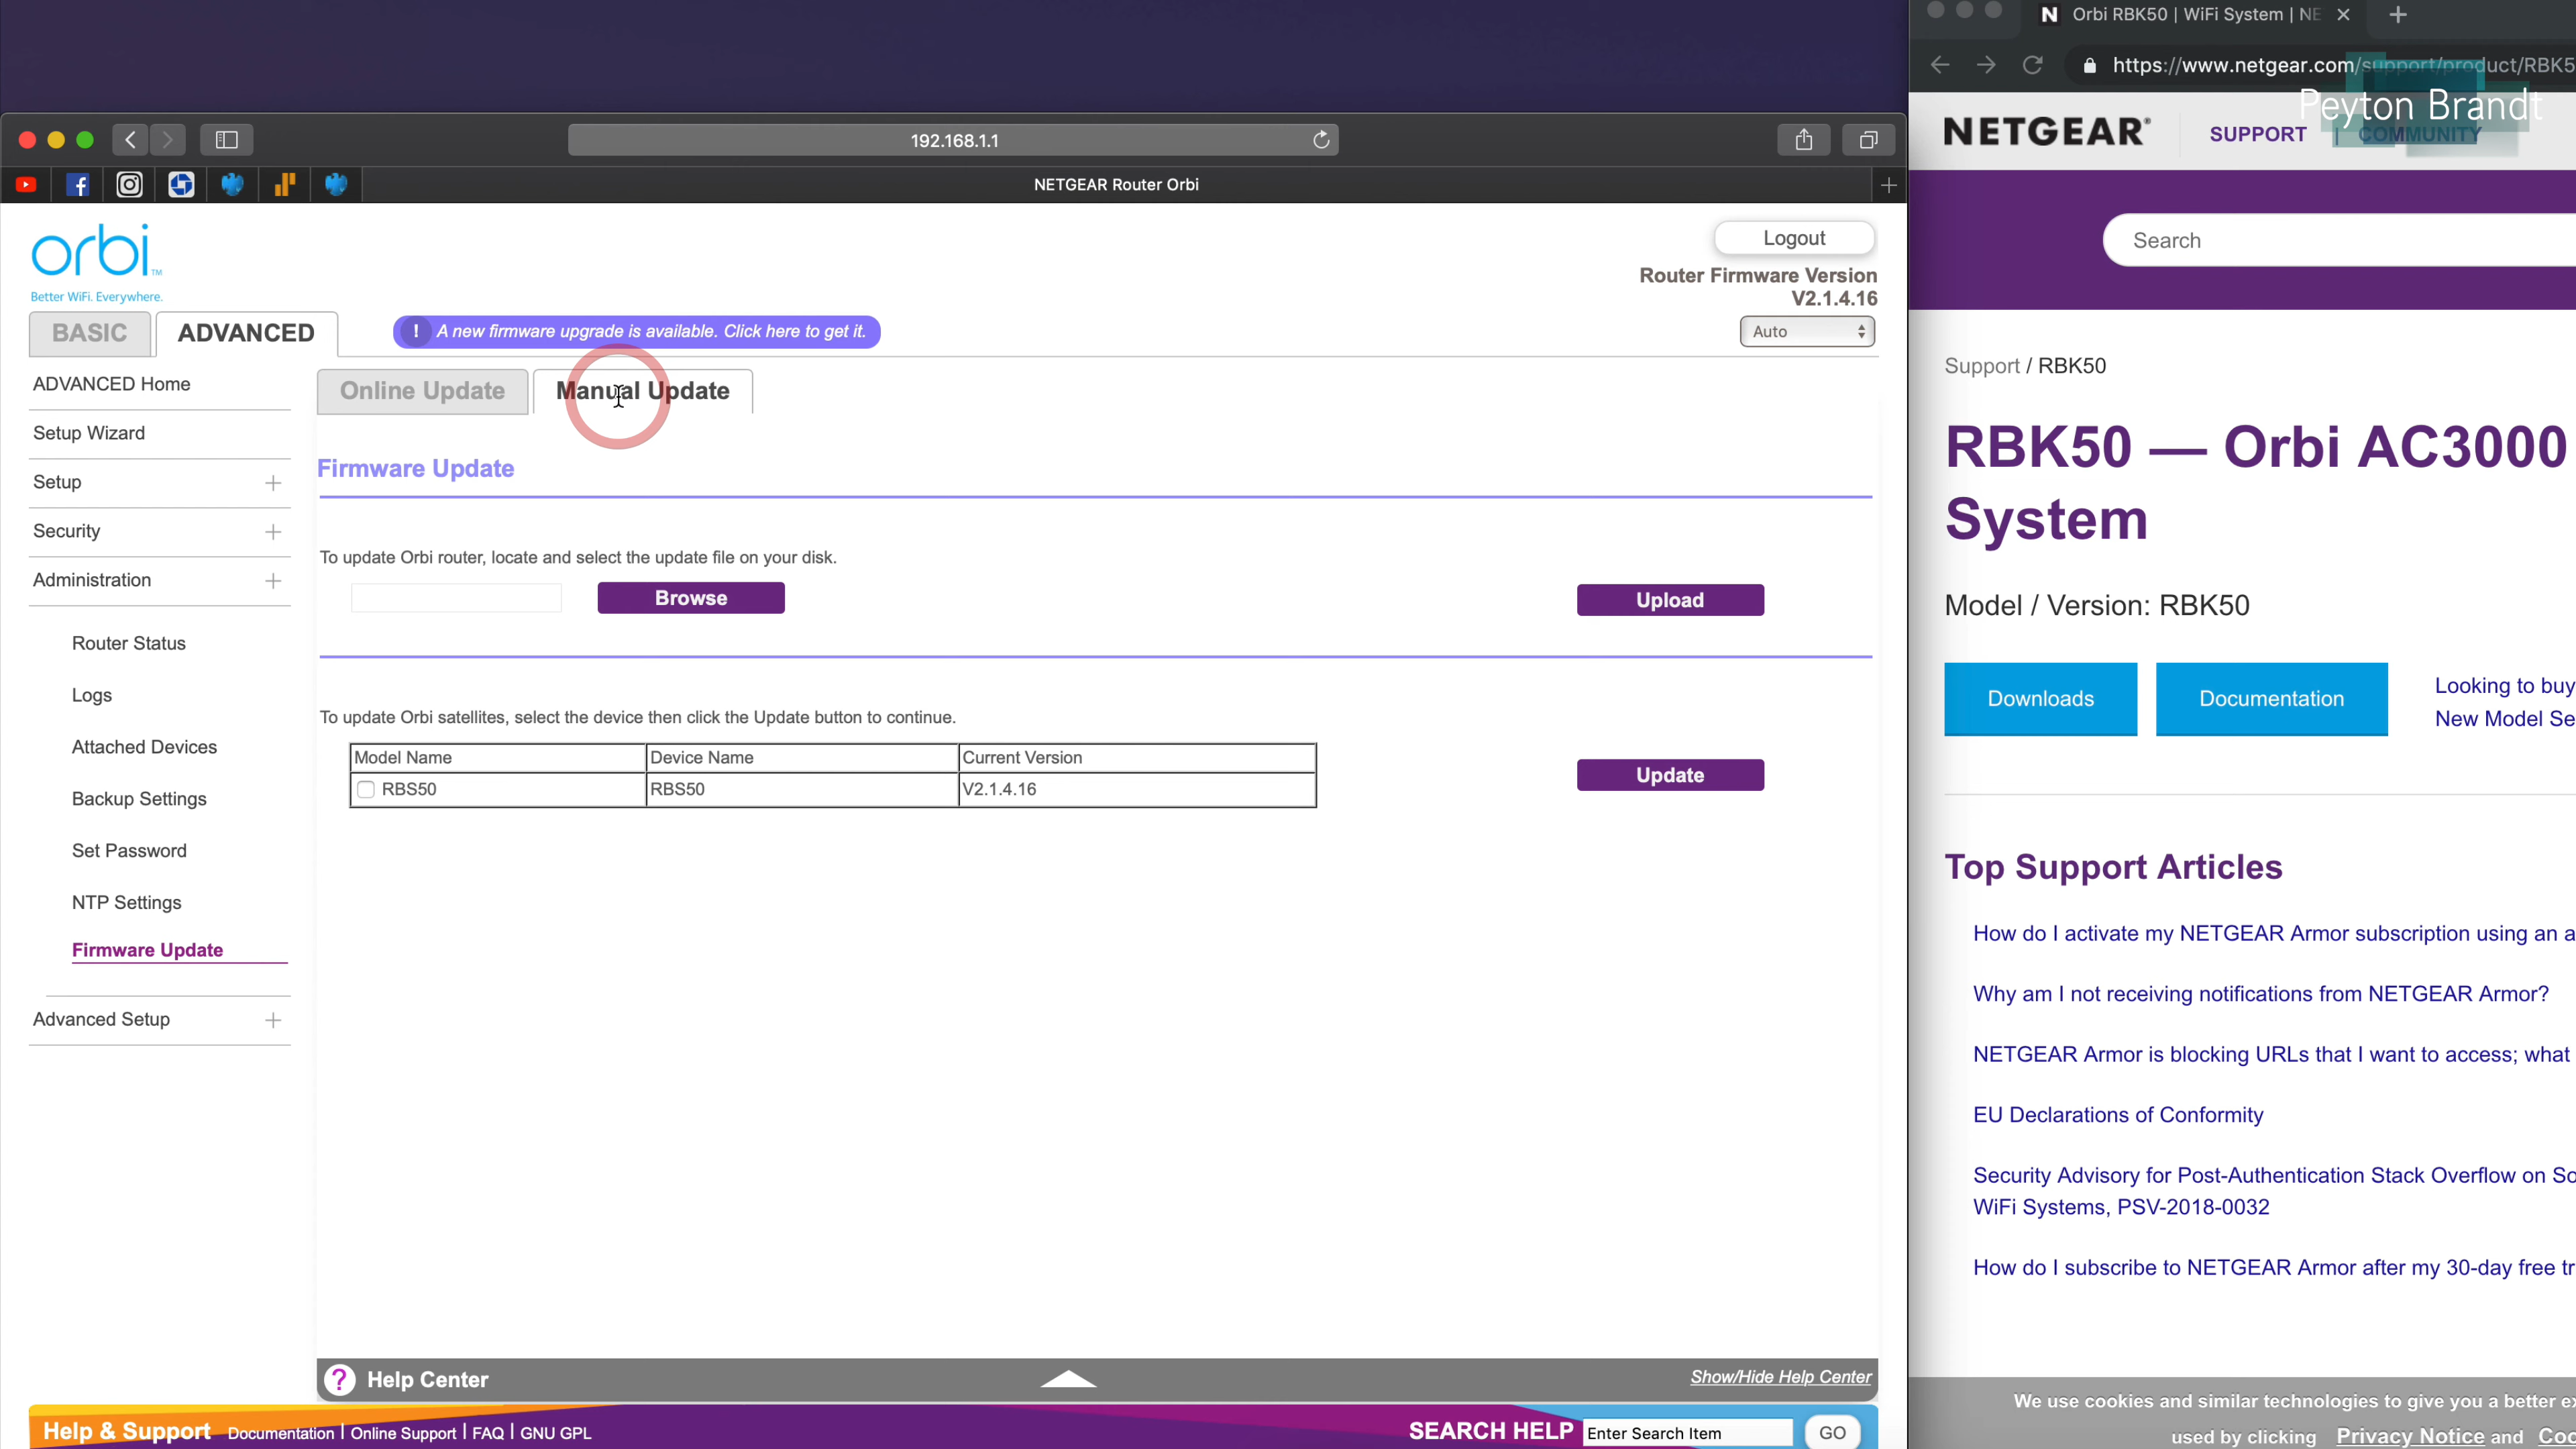 192.168.1.1
NETGEAR Router Orbi
orbi™
Better WiFi. Everywhere.
Logout
Router Firmware Version
V2.1.4.16
BASIC
ADVANCED
! A new firmware upgrade is available. Click here to get it.
Auto
ADVANCED Home
Setup Wizard
Setup
Security
Administration
Router Status
Logs
Attached Devices
Backup Settings
Set Password
NTP Settings
Firmware Update
Advanced Setup
Online Update
Manual Update
Firmware Update
To update Orbi router, locate and select the update file on your disk.
Browse
Upload
To update Orbi satellites, select the device then click the Update button to continue.
Model Name Device Name Current Version
RBS50 RBS50 V2.1.4.16
Update
? Help Center
Show/Hide Help Center
Help & Support Documentation | Online Support | FAQ | GNU GPL
SEARCH HELP Enter Search Item GO
N Orbi RBK50 | WiFi System | NE
https://www.netgear.com/support/product/RBK5
Peyton Brandt
NETGEAR®
SUPPORT | COMMUNITY
Search
Support / RBK50
RBK50 — Orbi AC3000
System
Model / Version: RBK50
Downloads
Documentation
Looking to buy
New Model Se
Top Support Articles
How do I activate my NETGEAR Armor subscription using an a
Why am I not receiving notifications from NETGEAR Armor?
NETGEAR Armor is blocking URLs that I want to access; what
EU Declarations of Conformity
Security Advisory for Post-Authentication Stack Overflow on So
WiFi Systems, PSV-2018-0032
How do I subscribe to NETGEAR Armor after my 30-day free tr
We use cookies and similar technologies to give you a better ex
used by clicking Privacy Notice and Coo